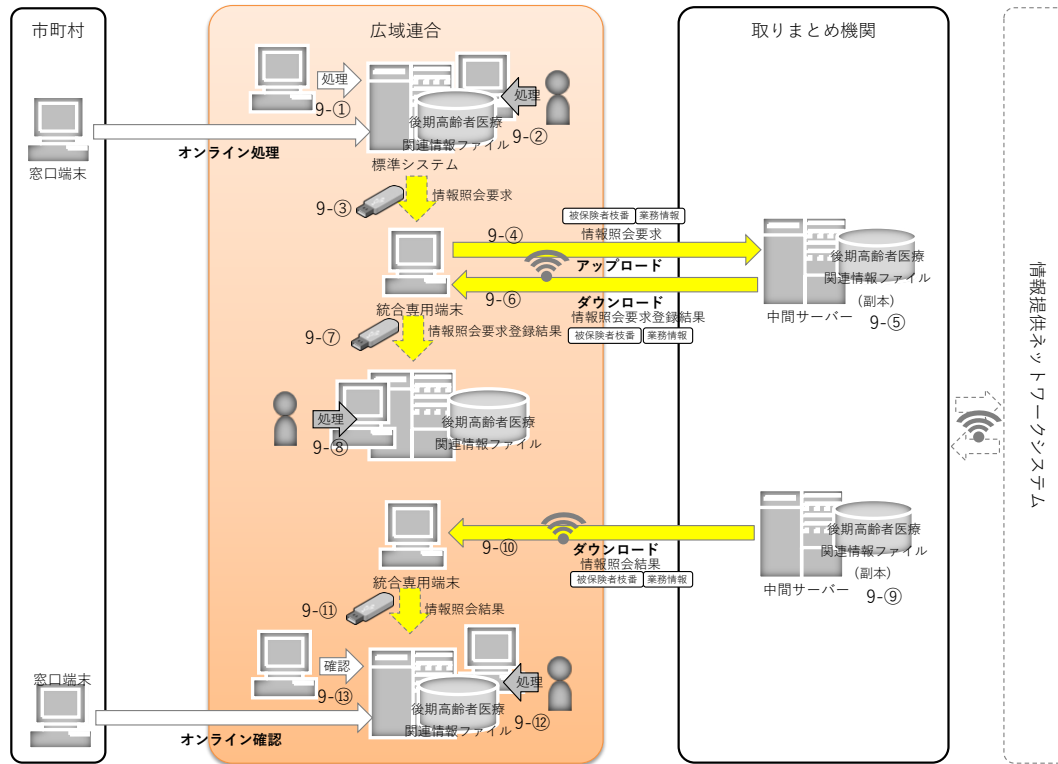 市町村
広域連合
取りまとめ機関
処理
9-①
処理
9-②
後期高齢者医療
関連情報ファイル
標準システム
オンライン処理
窓口端末
9-③
情報照会要求
被保険者枝番
業務情報
9-④
情報照会要求
アップロード
9-⑥
ダウンロード
情報照会要求登録結果
被保険者枝番
業務情報
統合専用端末
後期高齢者医療
関連情報ファイル
(副本)
中間サーバー
9-⑤
情報提供ネットワークシステム
9-⑦
情報照会要求登録結果
処理
9-⑧
後期高齢者医療
関連情報ファイル
9-⑩
ダウンロード
情報照会結果
被保険者枝番
業務情報
統合専用端末
後期高齢者医療
関連情報ファイル
(副本)
中間サーバー
9-⑨
9-⑪
情報照会結果
確認
9-⑬
処理
9-⑫
後期高齢者医療
関連情報ファイル
窓口端末
オンライン確認